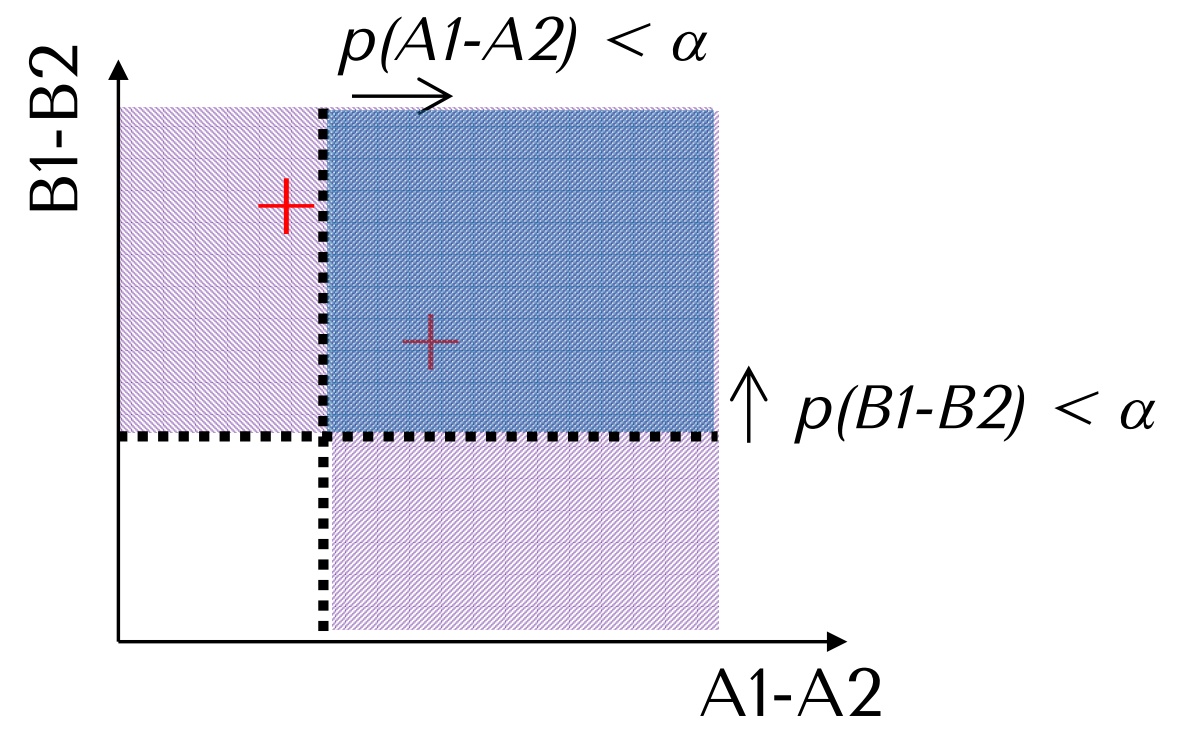 p(A1-A2) < α
B1-B2
p(B1-B2) < α
A1-A2